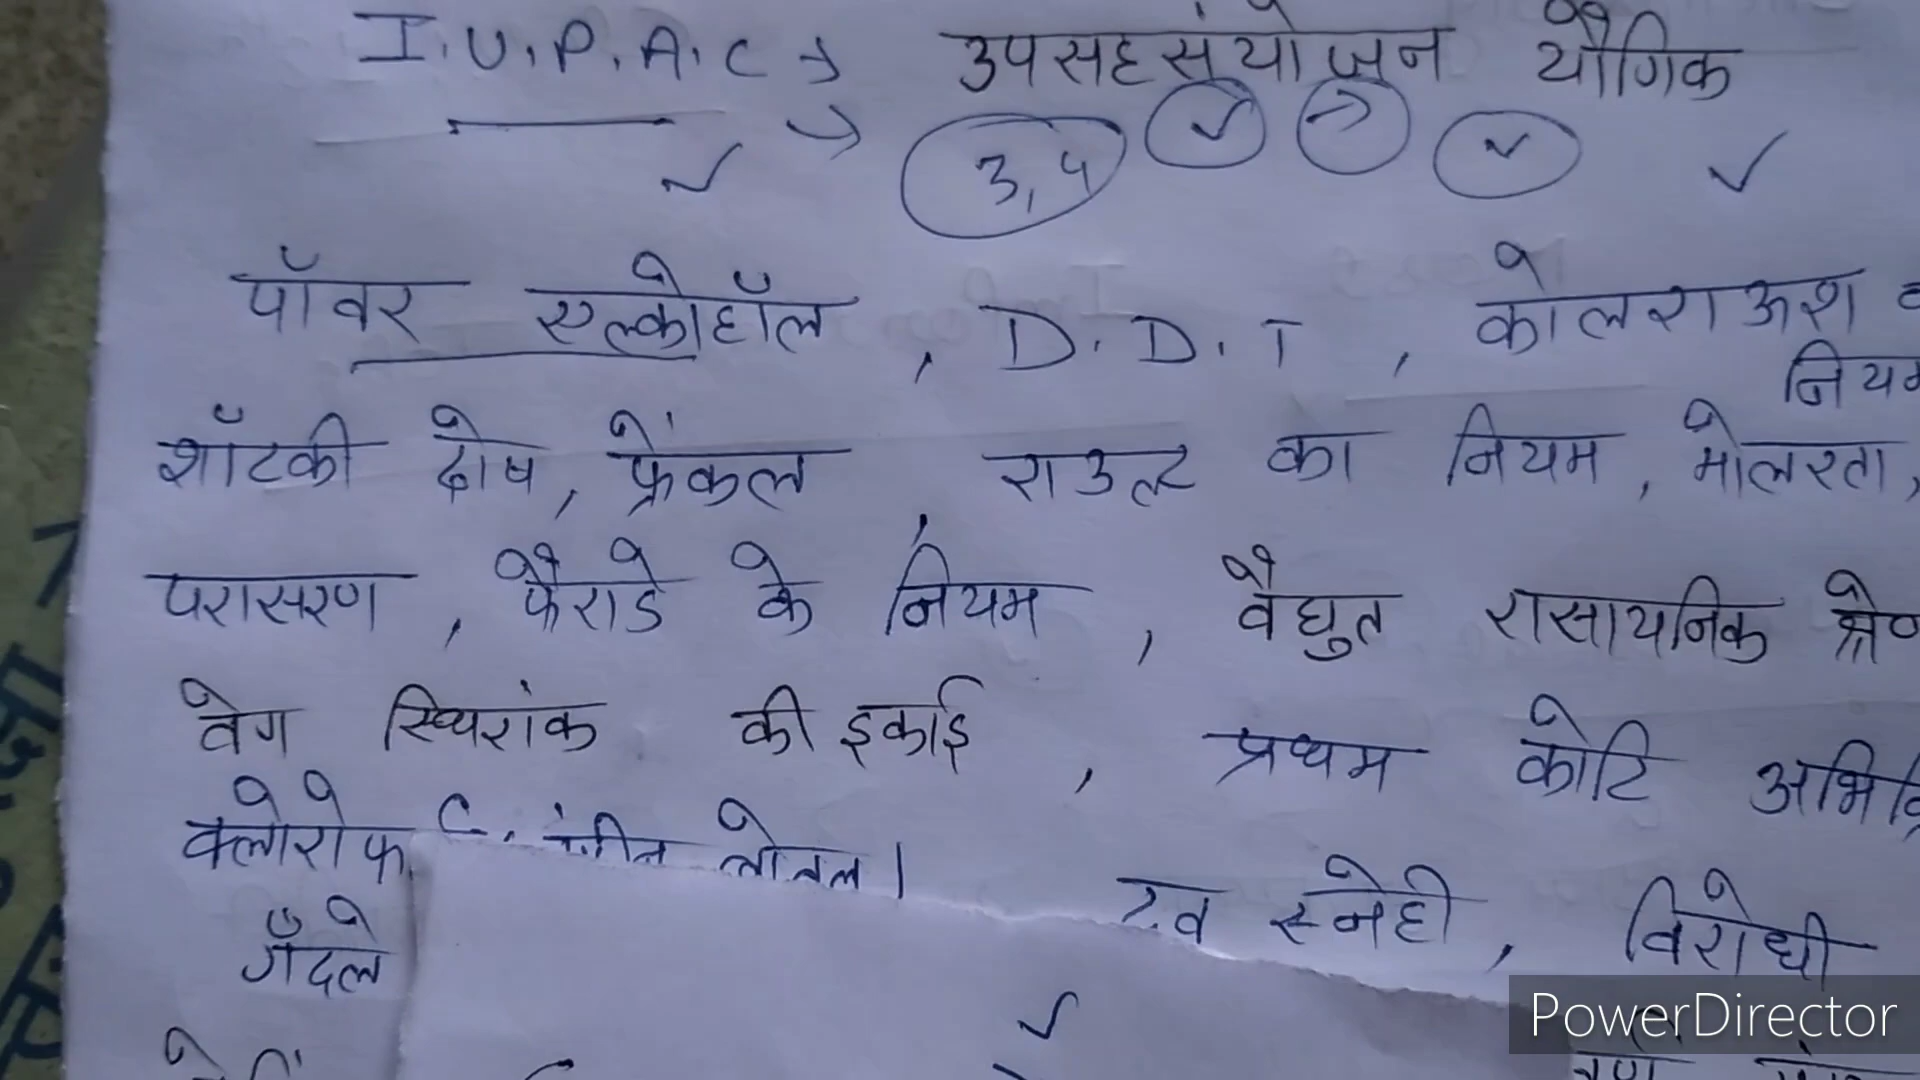 I.U.P.A.C → उपसहसंयोजन यौगिक
→ 3,4
पॉवर एल्कोहॉल, D.D.T, कोलराऊश
नियम
शॉटकी दोष, फ्रेंकल, राउल्ट का नियम, मोलरता,
परासरण, फैराडे के नियम, वैद्युत रासायनिक
वेग स्थिरांक की इकाई, प्रथम कोटि
स्नेही, विरोधी
PowerDirector